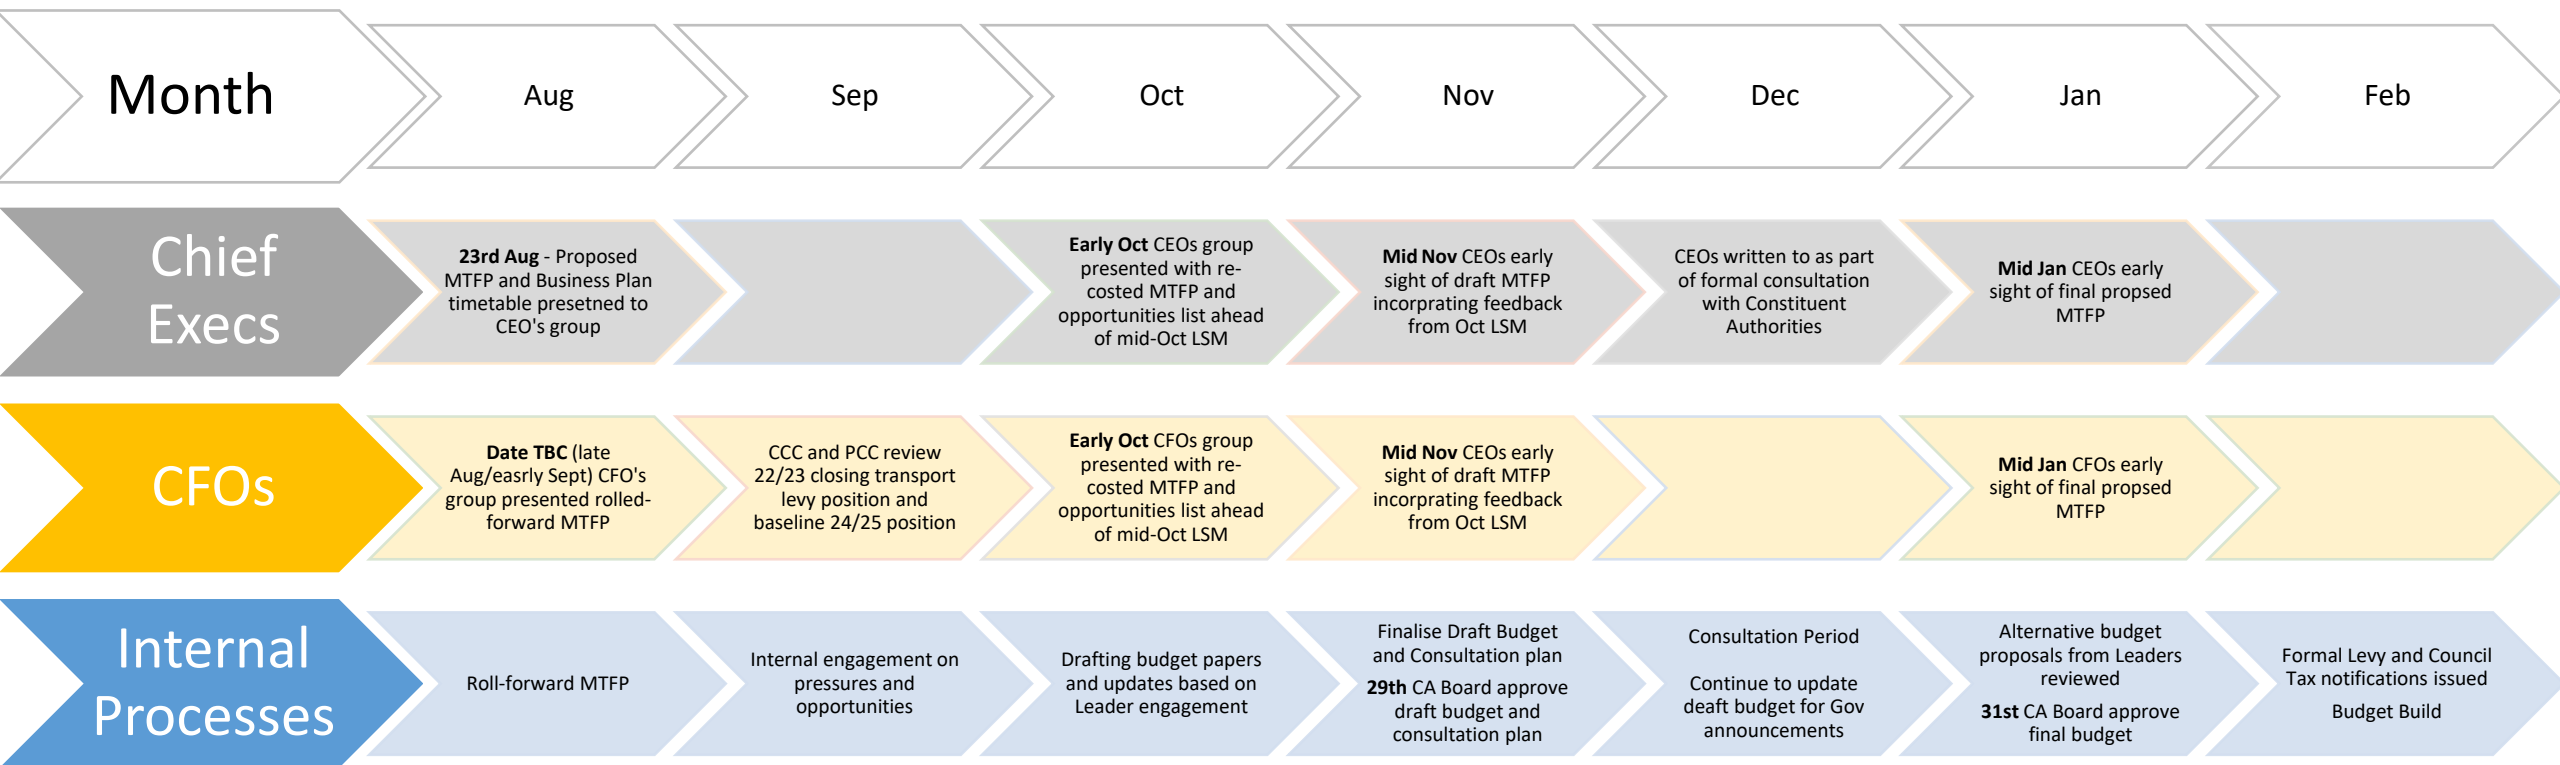 Month
Aug
Sep
Oct
Nov
Dec
Jan
Feb
Chief
Execs
23rd Aug - Proposed
MTFP and Business Plan
timetable presetned to
CEO's group
Early Oct CEOs group
presented with re-
costed MTFP and
opportunities list ahead
of mid-Oct LSM
Mid Nov CEOs early
sight of draft MTFP
incorprating feedback
from Oct LSM
CEOs written to as part
of formal consultation
with Constituent
Authorities
Mid Jan CEOs early
sight of final propsed
MTFP
CFOs
Date TBC (late
Aug/easrly Sept) CFO's
group presented rolled-
forward MTFP
CCC and PCC review
22/23 closing transport
levy position and
baseline 24/25 position
Early Oct CFOs group
presented with re-
costed MTFP and
opportunities list ahead
of mid-Oct LSM
Mid Nov CEOs early
sight of draft MTFP
incorprating feedback
from Oct LSM
Mid Jan CFOs early
sight of final propsed
MTFP
Internal
Processes
Roll-forward MTFP
Internal engagement on
pressures and
opportunities
Drafting budget papers
and updates based on
Leader engagement
Finalise Draft Budget
and Consultation plan
29th CA Board approve
draft budget and
consultation plan
Consultation Period
Continue to update
deaft budget for Gov
announcements
Alternative budget
proposals from Leaders
reviewed
31st CA Board approve
final budget
Formal Levy and Council
Tax notifications issued
Budget Build